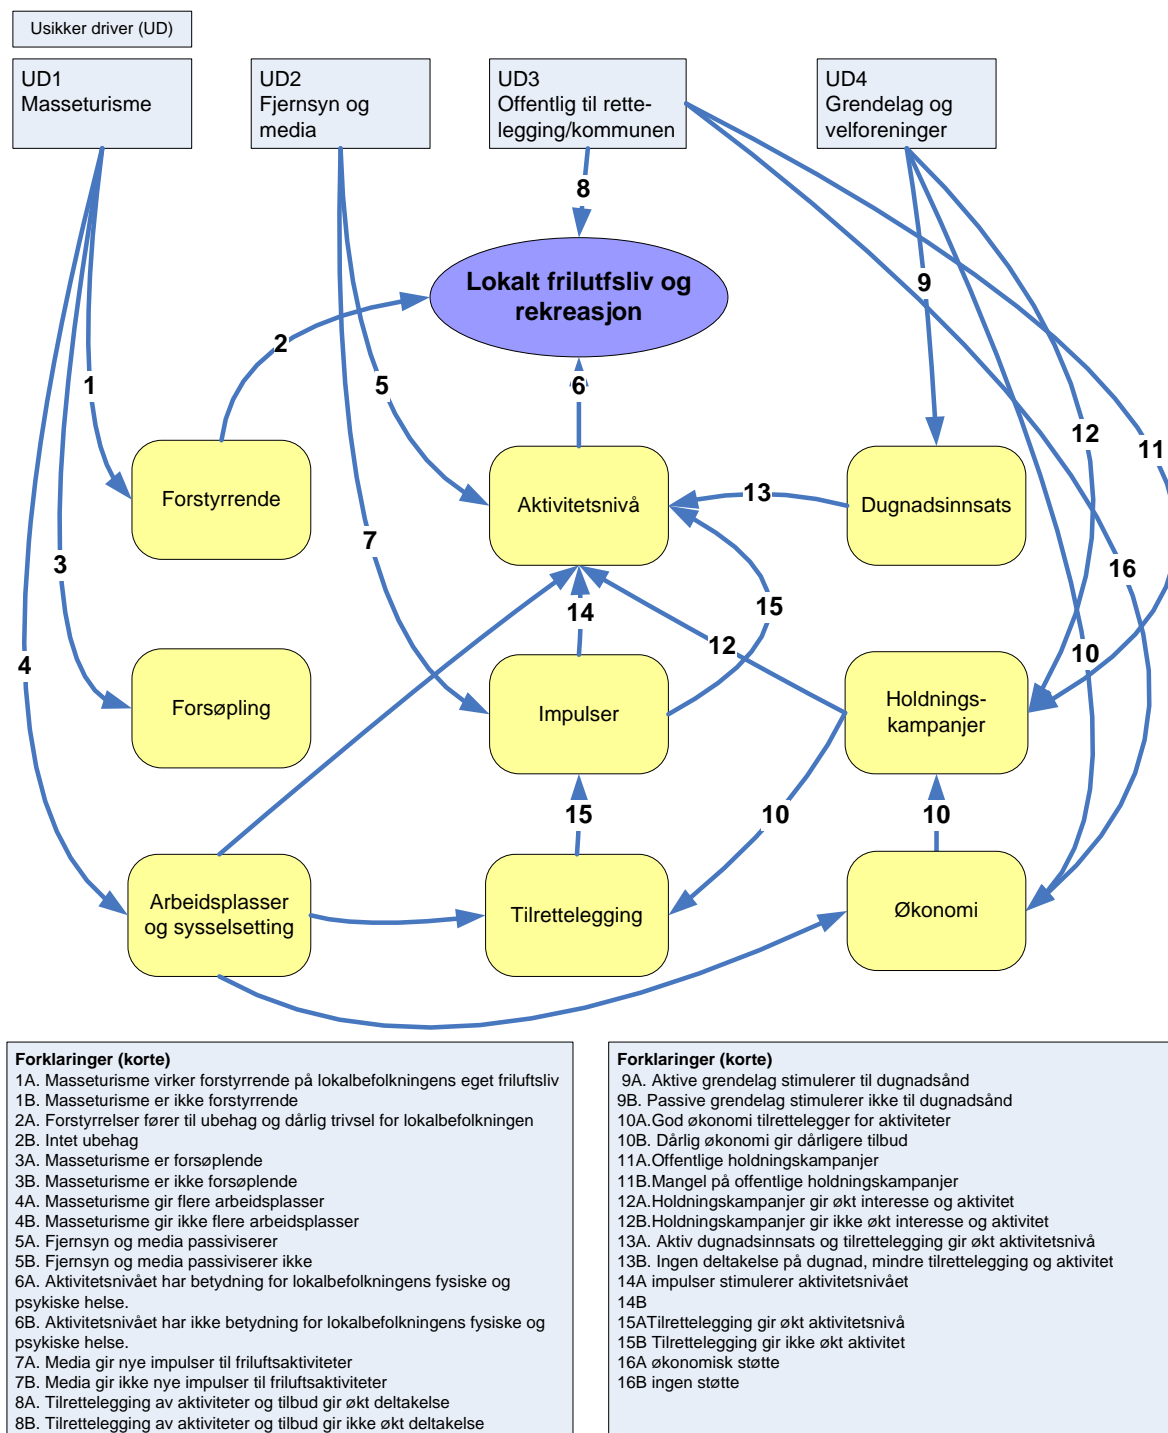 Usikker driver (UD)
UD1
Masseturisme
UD2
Fjernsyn og
media
UD3
Offentlig til rette-
legging/kommunen
UD4
Grendelag og
velforeninger
8
Lokalt frilutfsliv og
rekreasjon
9
2
1
5
6
12
11
3
7
Forstyrrende
Aktivitetsnivå
13
Dugnadsinnsats
16
14
15
12
10
4
Forsøpling
Impulser
Holdnings-
kampanjer
15
10
10
Arbeidsplasser
og sysselsetting
Tilrettelegging
Økonomi
Forklaringer (korte)
1A. Masseturisme virker forstyrrende på lokalbefolkningens eget friluftsliv
1B. Masseturisme er ikke forstyrrende
2A. Forstyrrelser fører til ubehag og dårlig trivsel for lokalbefolkningen
2B. Intet ubehag
3A. Masseturisme er forsøplende
3B. Masseturisme er ikke forsøplende
4A. Masseturisme gir flere arbeidsplasser
4B. Masseturisme gir ikke flere arbeidsplasser
5A. Fjernsyn og media passiviserer
5B. Fjernsyn og media passiviserer ikke
6A. Aktivitetsnivået har betydning for lokalbefolkningens fysiske og
psykiske helse.
6B. Aktivitetsnivået har ikke betydning for lokalbefolkningens fysiske og
psykiske helse.
7A. Media gir nye impulser til friluftsaktiviteter
7B. Media gir ikke nye impulser til friluftsaktiviteter
8A. Tilrettelegging av aktiviteter og tilbud gir økt deltakelse
8B. Tilrettelegging av aktiviteter og tilbud gir ikke økt deltakelse
Forklaringer (korte)
9A. Aktive grendelag stimulerer til dugnadsånd
9B. Passive grendelag stimulerer ikke til dugnadsånd
10A.God økonomi tilrettelegger for aktiviteter
10B. Dårlig økonomi gir dårligere tilbud
11A.Offentlige holdningskampanjer
11B.Mangel på offentlige holdningskampanjer
12A.Holdningskampanjer gir økt interesse og aktivitet
12B.Holdningskampanjer gir ikke økt interesse og aktivitet
13A. Aktiv dugnadsinnsats og tilrettelegging gir økt aktivitetsnivå
13B. Ingen deltakelse på dugnad, mindre tilrettelegging og aktivitet
14A impulser stimulerer aktivitetsnivået
14B
15ATilrettelegging gir økt aktivitetsnivå
15B Tilrettelegging gir ikke økt aktivitet
16A økonomisk støtte
16B ingen støtte